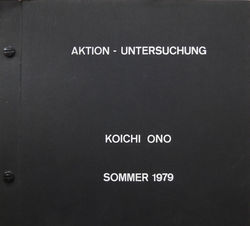 AKTION - UNTERSUCHUNG
KOICHI ONO
SOMMER 1979